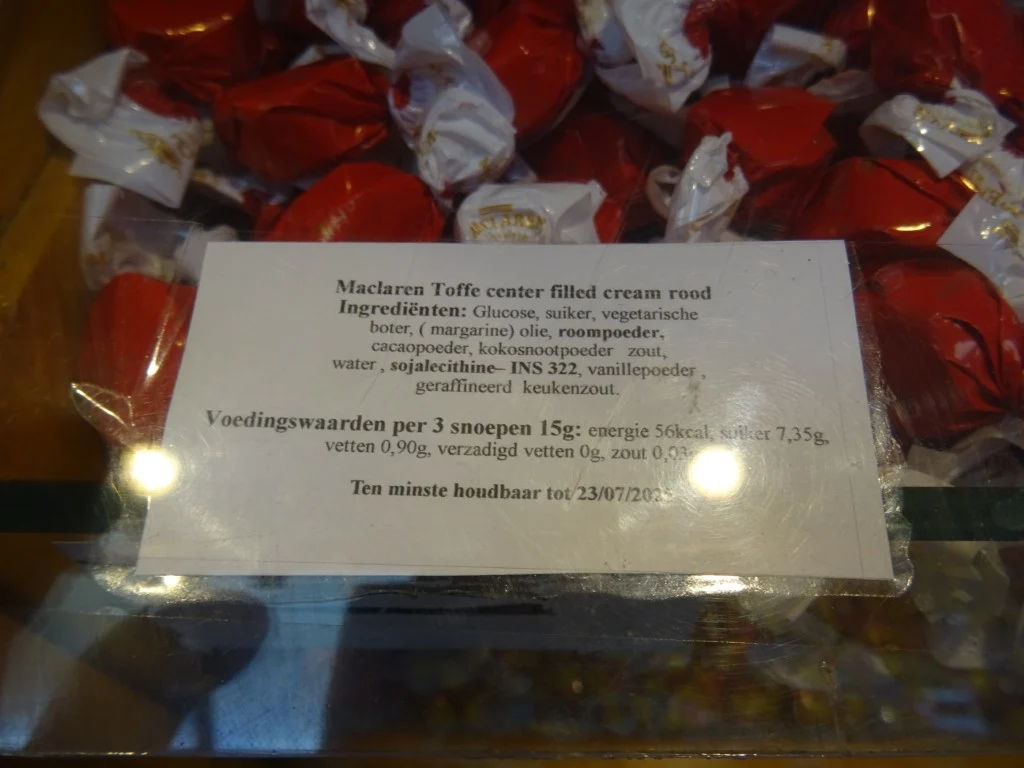 Maclaren Toffe center filled cream rood
Ingrediënten: Glucose, suiker, vegetarische
boter, ( margarine) olie, roompoeder,
cacaopoeder, kokosnootpoeder zout,
water , sojalecithine– INS 322, vanillepoeder ,
geraffineerd keukenzout.
Voedingswaarden per 3 snoepen 15g: energie 56kcal, suiker 7,35g,
vetten 0,90g, verzadigd vetten 0g, zout
Ten minste houdbaar tot